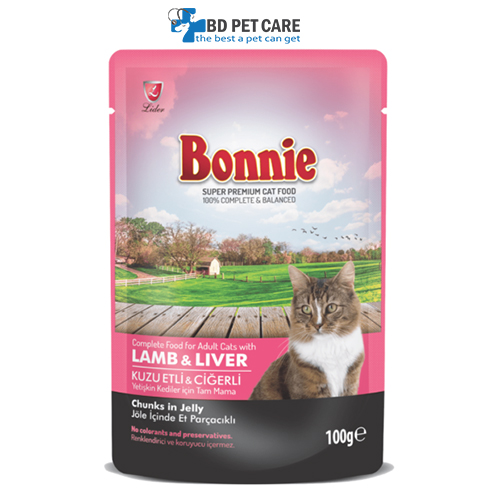 BD PET CARE
the best a pet can get
L
Lider
Bonnie
SUPER PREMIUM CAT FOOD
100% COMPLETE & BALANCED
Complete Food for Adult Cats with
LAMB & LIVER
KUZU ETLİ & CİĞERLİ
Yetişkin Kediler için Tam Mama
Chunks in Jelly
Jöle İçinde Et Parçacıklı
No colorants and preservatives.
Renklendirici ve koruyucu içermez.
100g℮